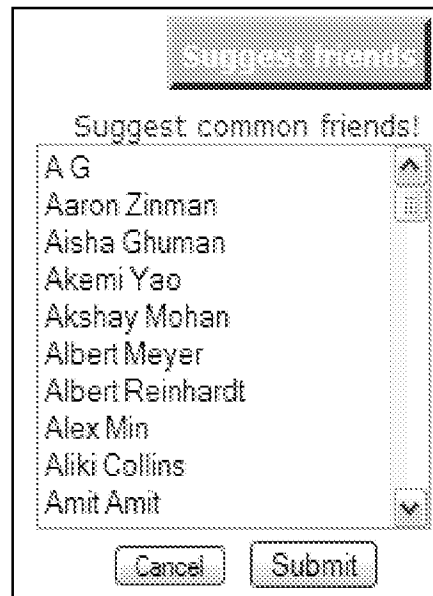 Suggest friends
Suggest common friends!
A G
Aaron Zinman
Aisha Ghuman
Akemi Yao
Akshay Mohan
Albert Meyer
Albert Reinhardt
Alex Min
Aliki Collins
Amit Amit
Cancel Submit